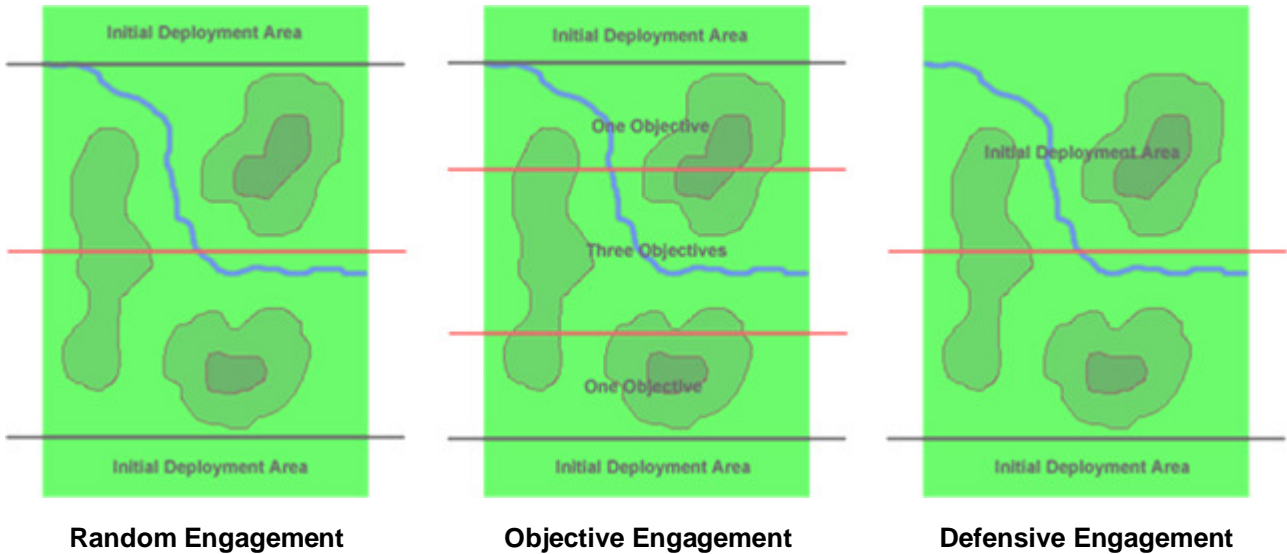 Initial Deployment Area
Initial Deployment Area
Random Engagement
Initial Deployment Area
One Objective
Three Objectives
One Objective
Initial Deployment Area
Objective Engagement
Initial Deployment Area
Initial Deployment Area
Defensive Engagement